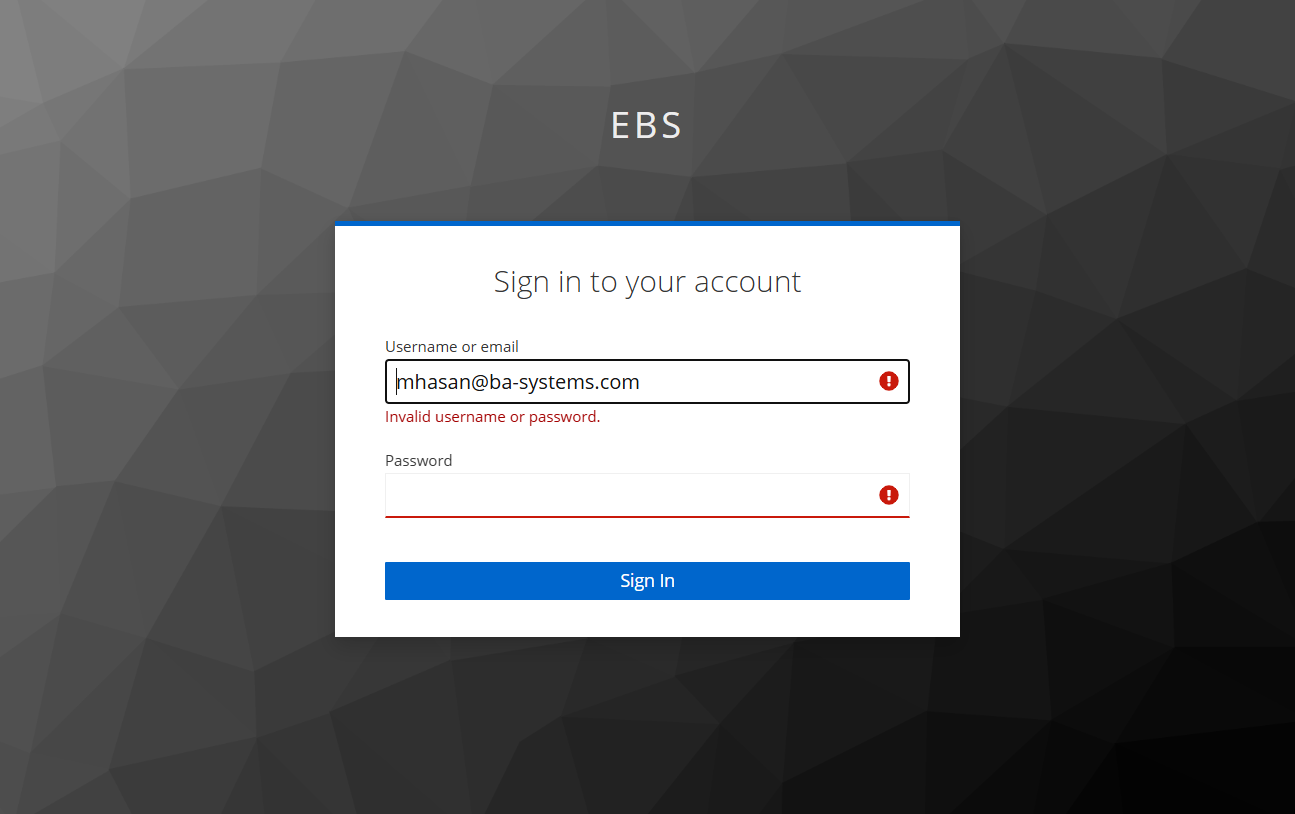 EBS
Sign in to your account
Username or email
mhasan@ba-systems.com
Invalid username or password.
Password
Sign In